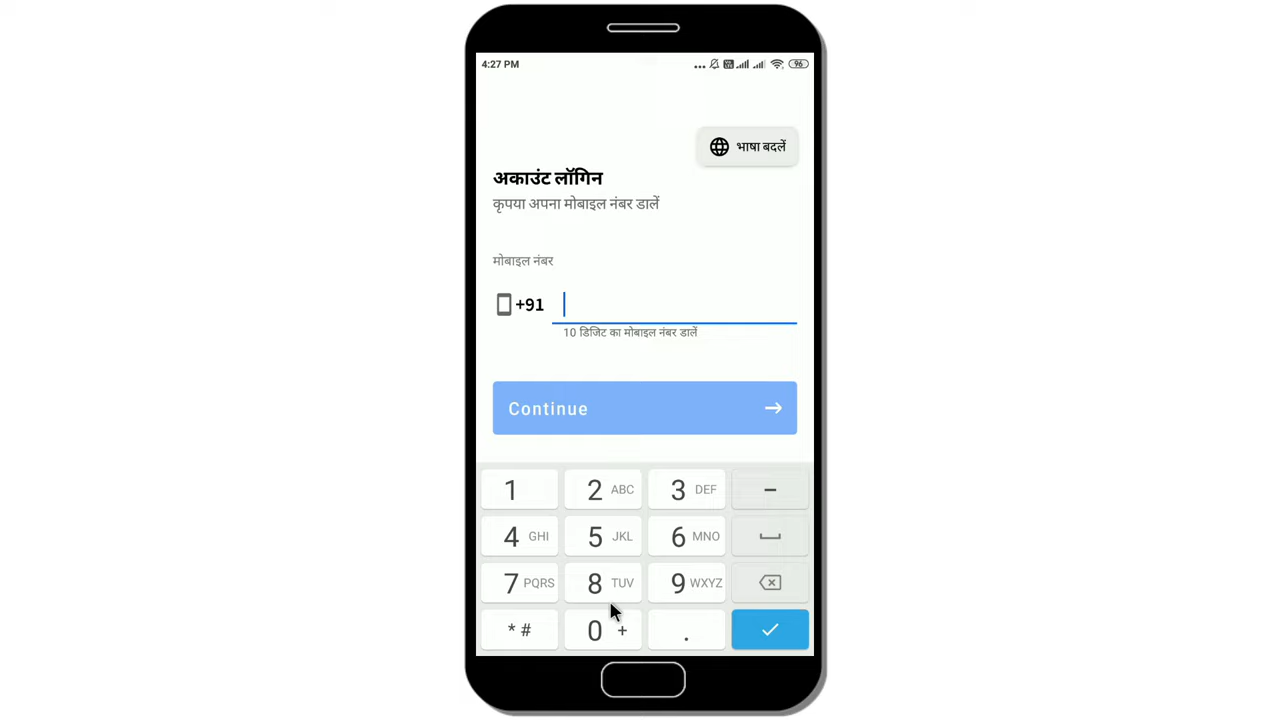 4:27 PM
96
भाषा बदलें
अकाउंट लॉगिन
कृपया अपना मोबाइल नंबर डालें
मोबाइल नंबर
+91
10 डिजिट का मोबाइल नंबर डालें
Continue
1 2 ABC 3 DEF -
4 GHI 5 JKL 6 MNO
7 PQRS 8 TUV 9 WXYZ
* # 0 + .